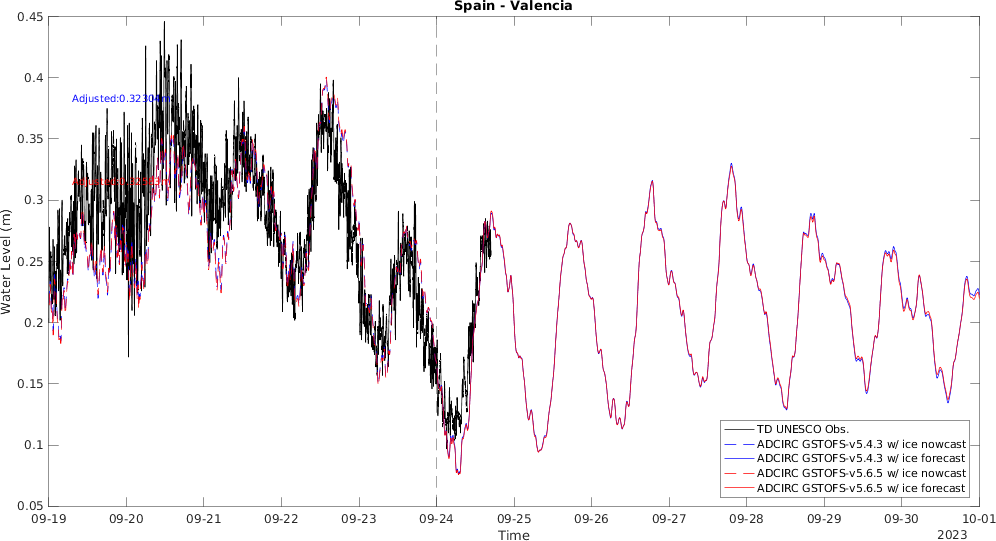 Spain - Valencia
Water Level (m)
0.45
0.4
0.35
0.3
0.25
0.2
0.15
0.1
0.05
TD UNESCO Obs.
ADCIRC GSTOFS-v5.4.3 w/ ice nowcast
ADCIRC GSTOFS-v5.4.3 w/ ice forecast
ADCIRC GSTOFS-v5.6.5 w/ ice nowcast
ADCIRC GSTOFS-v5.6.5 w/ ice forecast
09-19 09-20 09-21 09-22 09-23 09-24 09-25 09-26 09-27 09-28 09-29 09-30 10-01
Time
2023